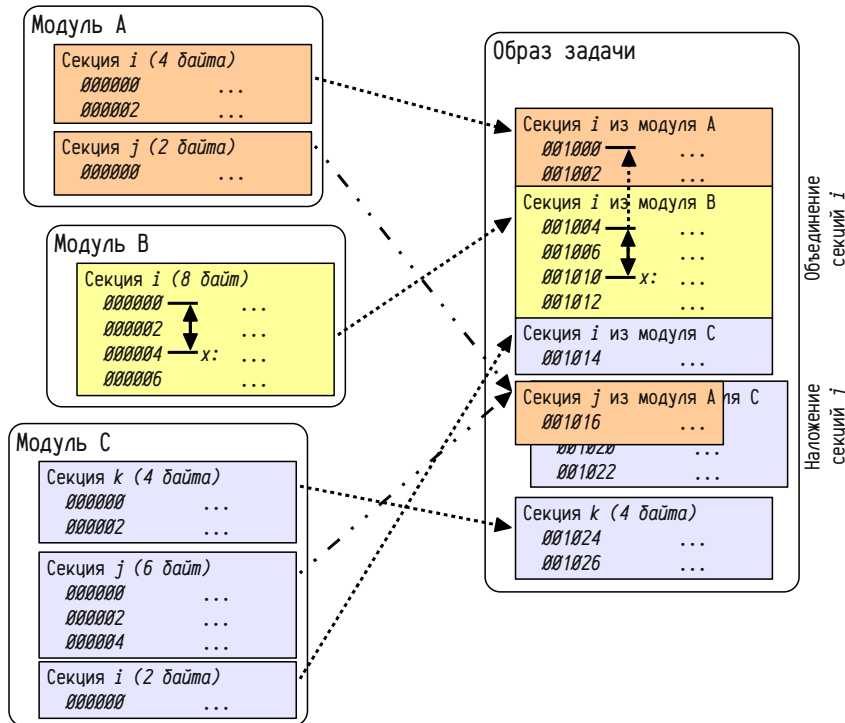 Модуль A
Секция i (4 байта)
000000 ...
000002 ...
Секция j (2 байта)
000000 ...
Модуль B
Секция i (8 байт)
000000 ...
000002 ...
000004 x: ...
000006 ...
Модуль C
Секция k (4 байта)
000000 ...
000002 ...
Секция j (6 байт)
000000 ...
000002 ...
000004 ...
Секция i (2 байта)
000000 ...
Образ задачи
Секция i из модуля A
001000 ...
001002 ...
Секция i из модуля B
001004 ...
001006 ...
001010 x: ...
001012 ...
Секция i из модуля C
001014 ...
Секция j из модуля A ля C
001016 ...
001020 ...
001022 ...
Секция k (4 байта)
001024 ...
001026 ...
Объединение
секций i
Наложение
секций j